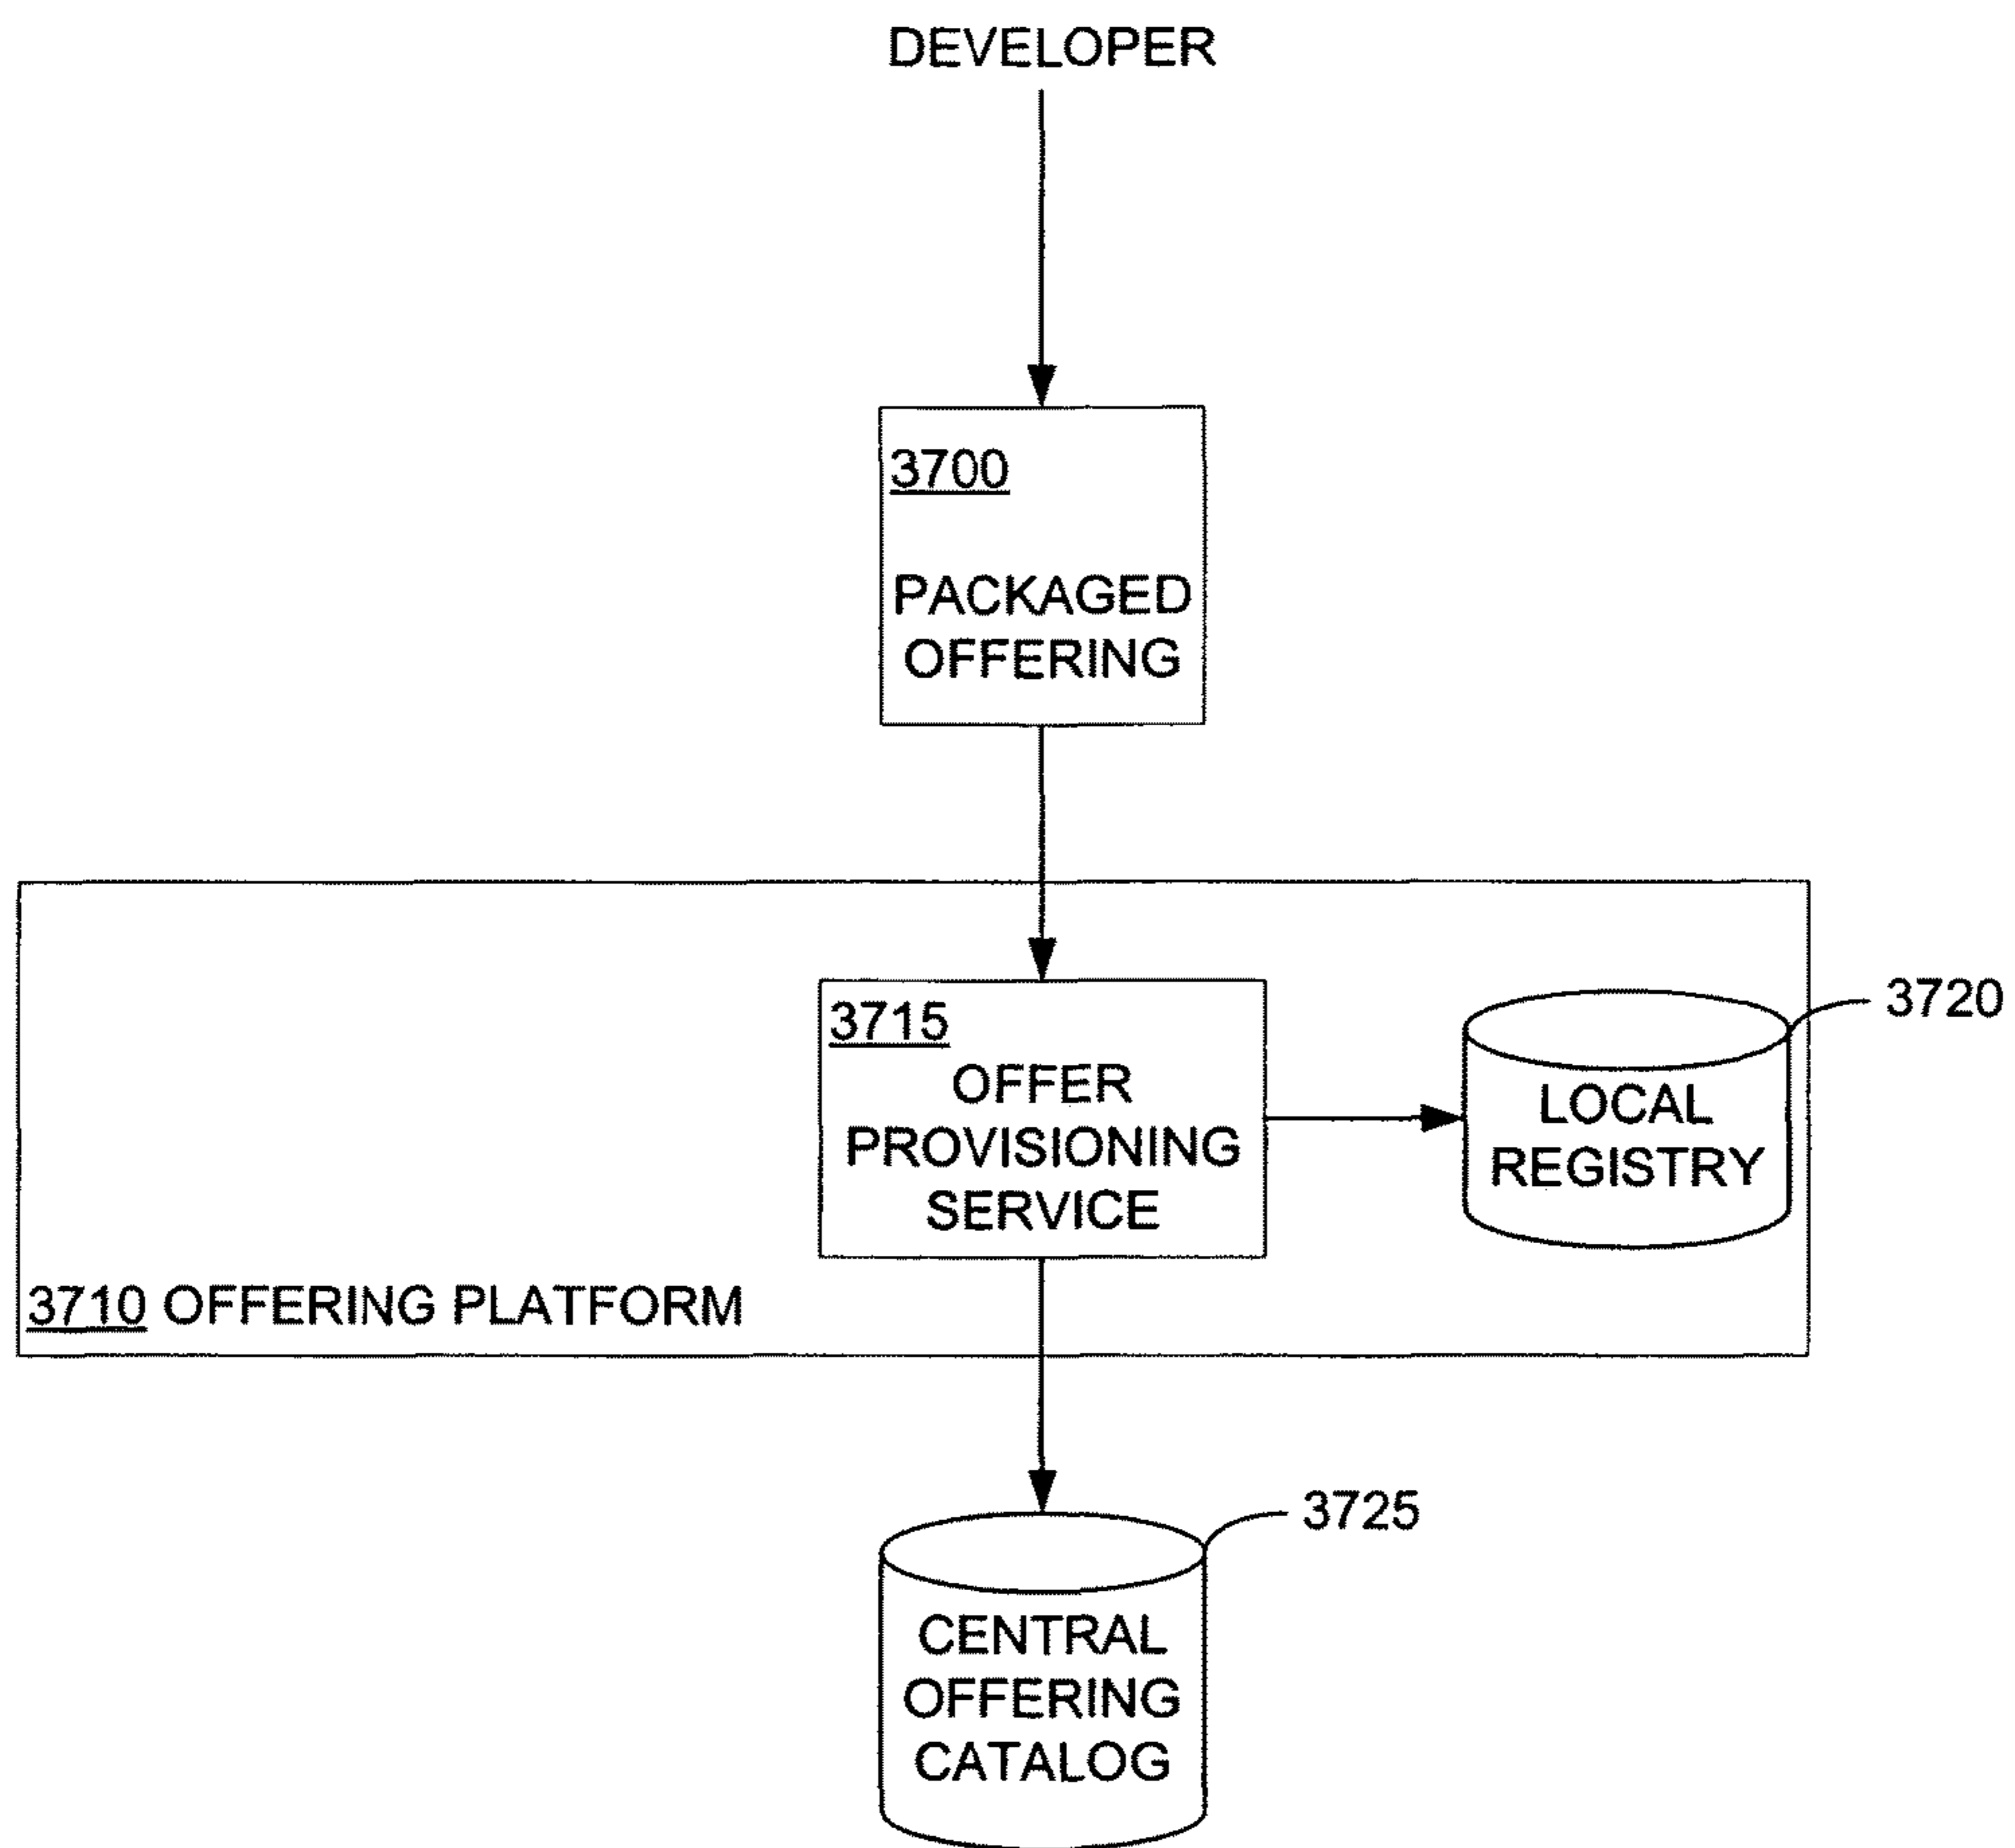 DEVELOPER
3700
PACKAGED
OFFERING
3715
OFFER
PROVISIONING
SERVICE
3720
LOCAL
REGISTRY
3710 OFFERING PLATFORM
3725
CENTRAL
OFFERING
CATALOG